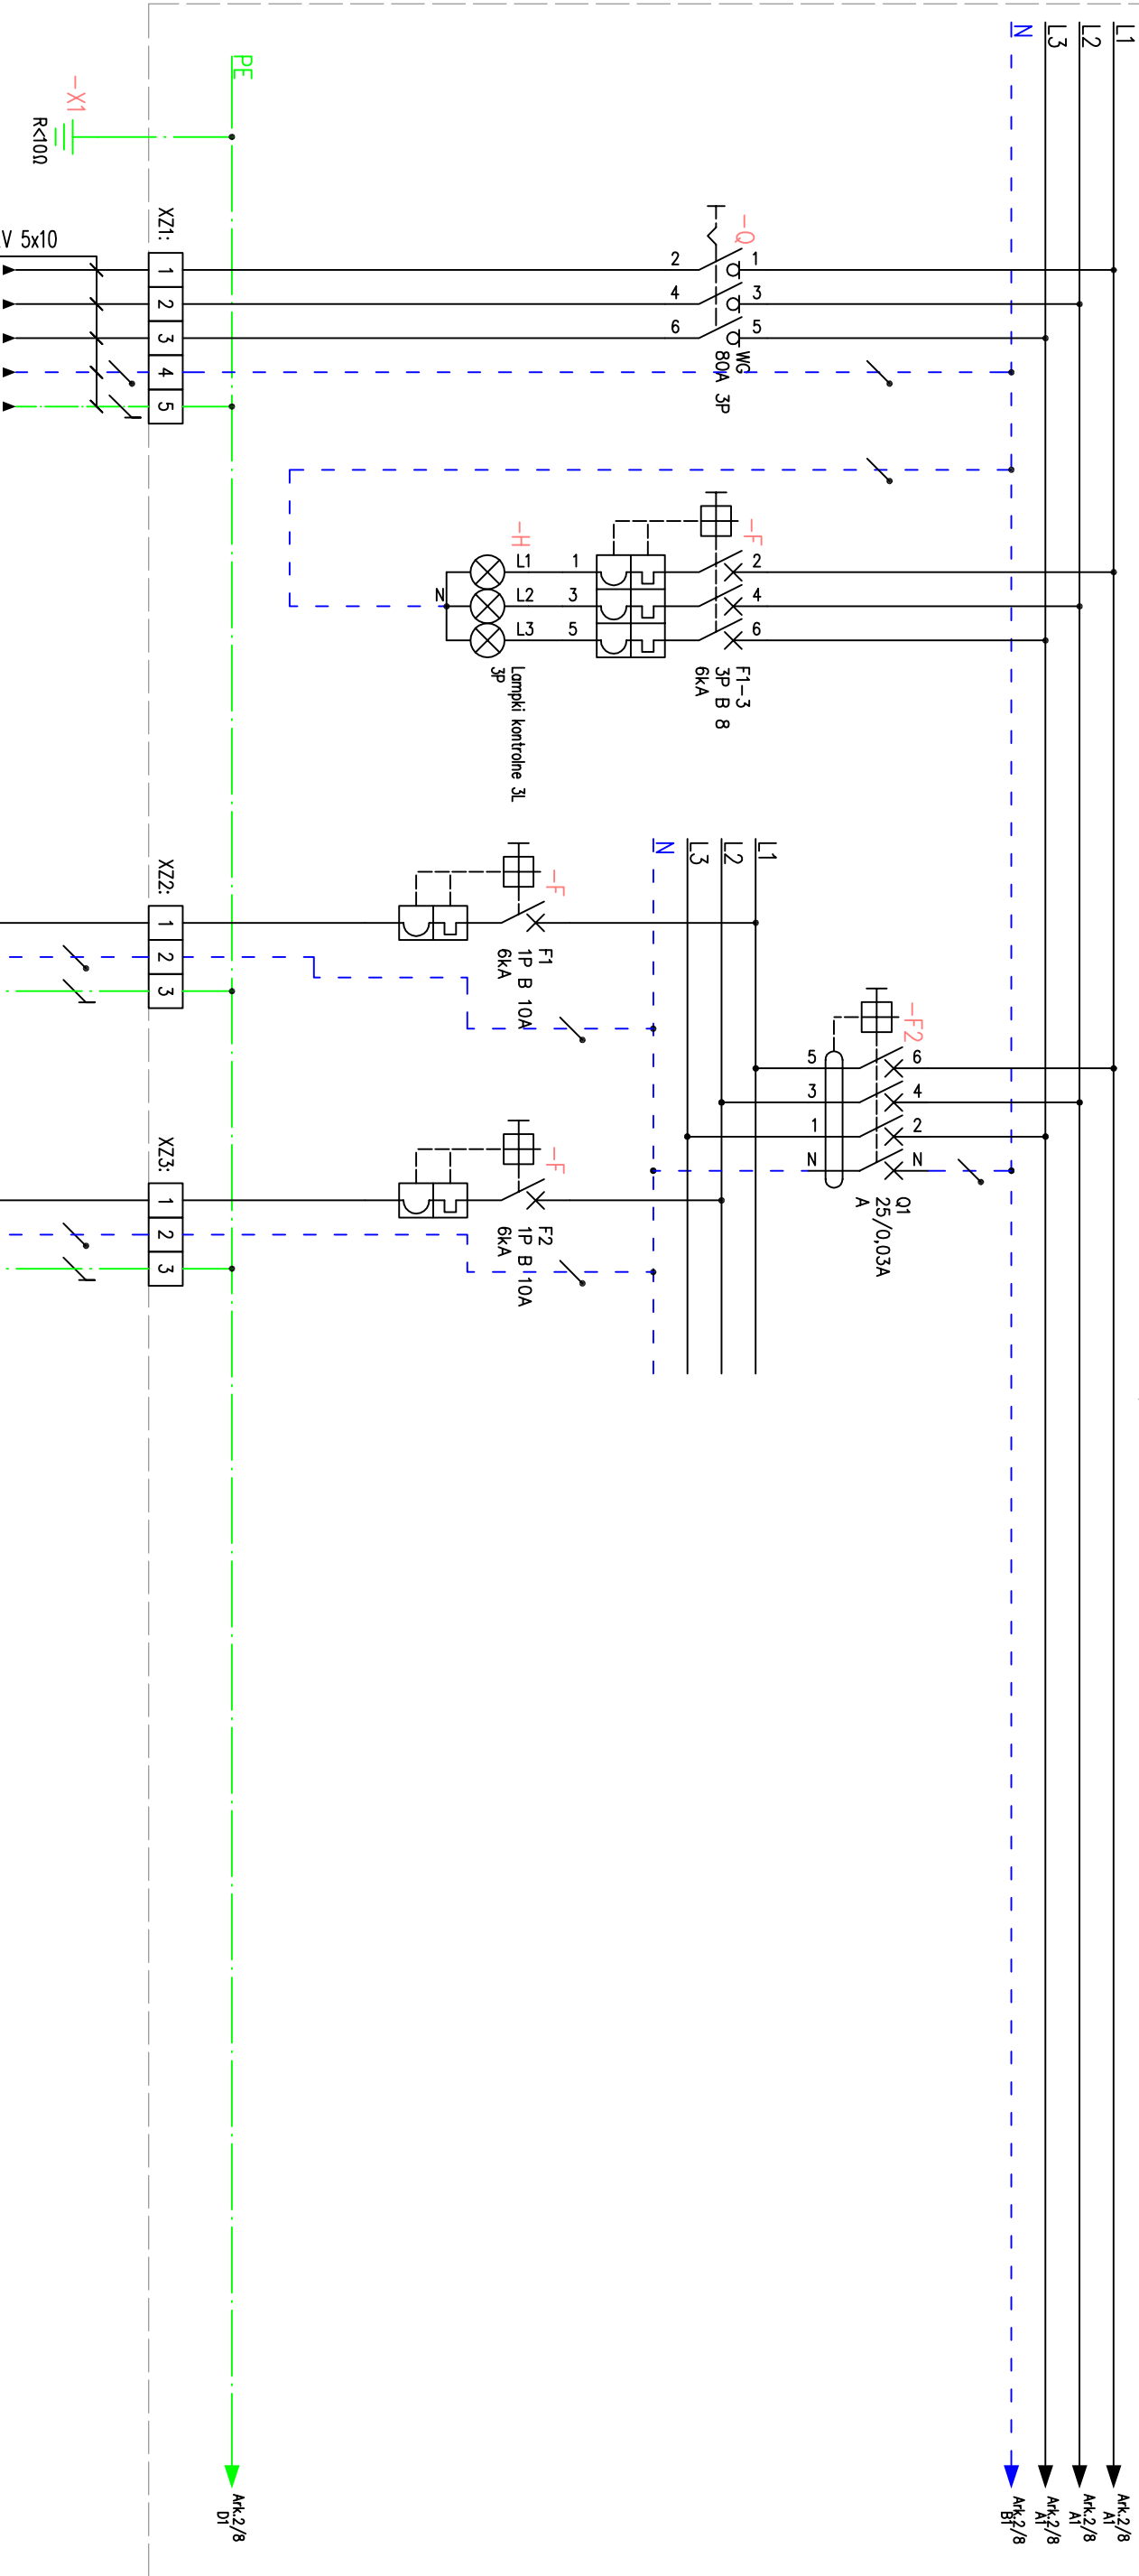 L1
L2
L3
N
PE
-X1
R<10Ω
XZ1:
1
2
3
4
5
V 5x10
-Q
1
2
3
4
5
6
WG
80A 3P
-F
2
4
6
1
3
5
F1-3
3P B 8
6kA
-H
L1
L2
L3
N
Lampki kontrolne 3L
3P
L1
L2
L3
N
-F
F1
1P B 10A
6kA
XZ2:
1
2
3
-F2
6
4
2
N
5
3
1
N
Q1
25/0,03A
A
-F
F2
1P B 10A
6kA
XZ3:
1
2
3
Ark.2/8
A1
Ark.2/8
A1
Ark.2/8
A1
Ark.2/8
B1
Ark.2/8
D1